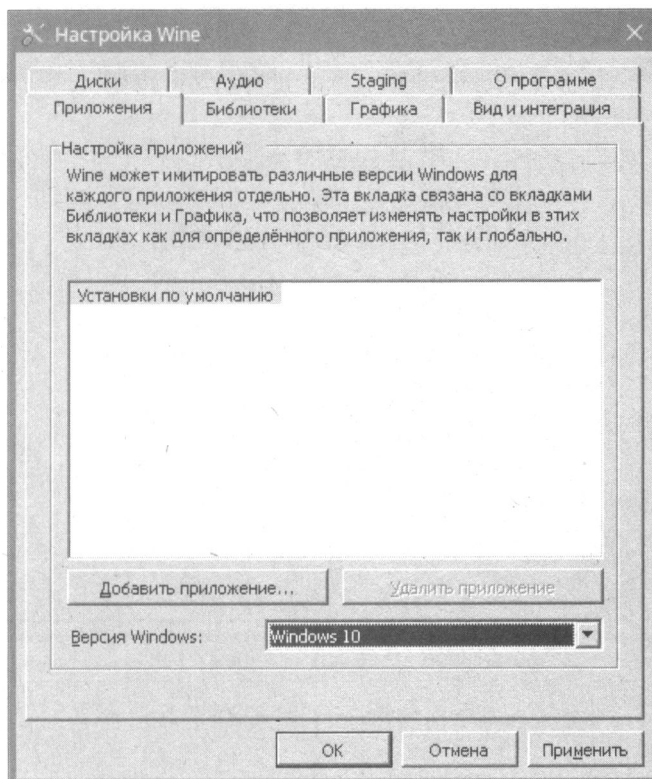 Настройка Wine
Диски Аудио Staging О программе
Приложения Библиотеки Графика Вид и интеграция
Настройка приложений
Wine может имитировать различные версии Windows для
каждого приложения отдельно. Эта вкладка связана со вкладками
Библиотеки и Графика, что позволяет изменять настройки в этих
вкладках как для определённого приложения, так и глобально.
Установки по умолчанию
Добавить приложение... Удалить приложение
Версия Windows: Windows 10
ОК Отмена Применить